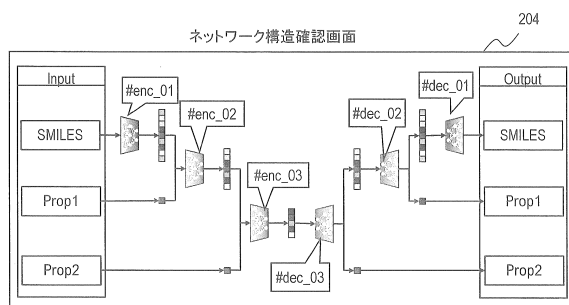 204
ネットワーク構造確認画面
Input
Output
#enc_01
#enc_02
#enc_03
#dec_01
#dec_02
#dec_03
SMILES
Prop1
Prop2
SMILES
Prop1
Prop2